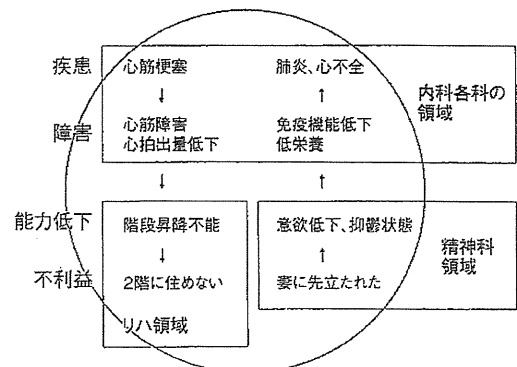 疾患 心筋梗塞 肺炎、心不全
↓ ↑ 内科各科の
領域
障害 心筋障害 免疫機能低下
心拍出量低下 低栄養
↓ ↑
能力低下 階段昇降不能 意欲低下、抑鬱状態
↓ ↑ 精神科
領域
不利益 2階に住めない 妻に先立たれた
リハ領域